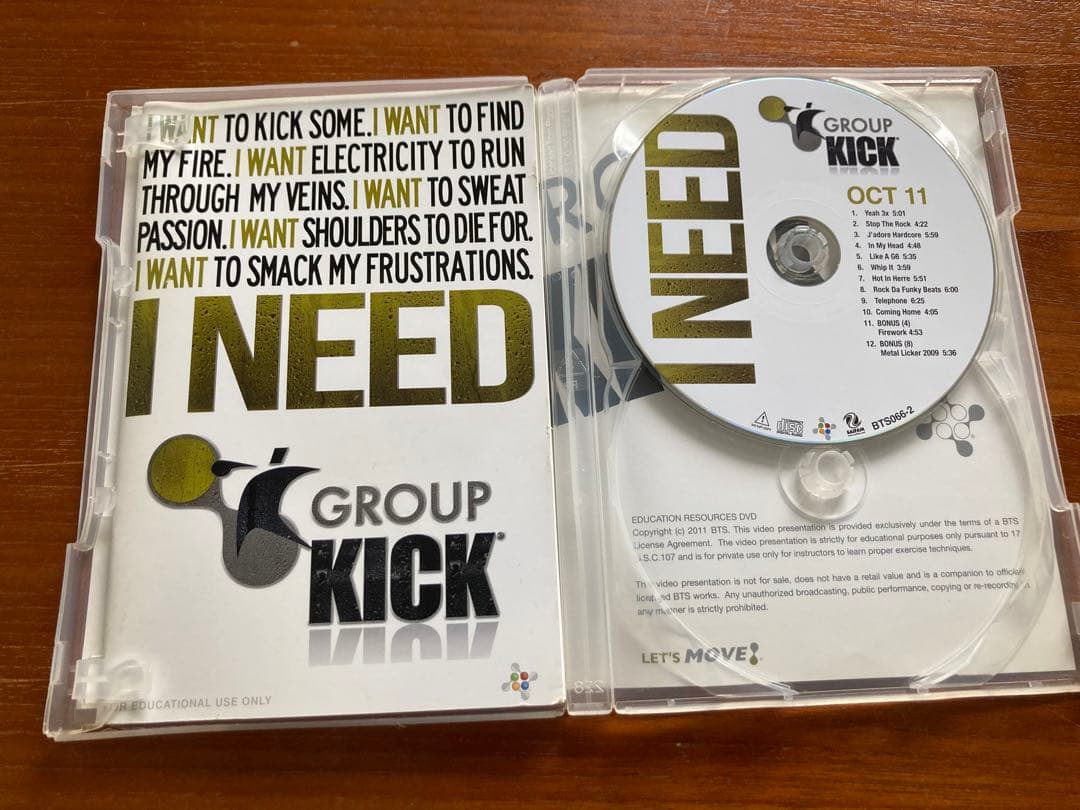 I WANT TO KICK SOME. I WANT TO FIND
MY FIRE. I WANT ELECTRICITY TO RUN
THROUGH MY VEINS. I WANT TO SWEAT
PASSION. I WANT SHOULDERS TO DIE FOR.
I WANT TO SMACK MY FRUSTRATIONS.
I NEED
GROUP
KICK
FOR EDUCATIONAL USE ONLY
I NEED
GROUP
KICK
OCT 11
1. Yeah 3x 5:01
2. Stop The Rock 4:22
3. J'adore Hardcore 5:59
4. In My Head 4:48
5. Like A G6 5:35
6. Whip It 3:59
7. Hot in Herre 5:51
8. Rock Da Funky Beats 6:00
9. Telephone 6:25
10. Coming Home 4:05
11. BONUS (4)
Firework 4:53
12. BONUS (8)
Metal Licker 2009 5:36
BTS066-2
EDUCATION RESOURCES DVD
Copyright (c) 2011 BTS. This video presentation is provided exclusively under the terms of a BTS
License Agreement. The video presentation is strictly for educational purposes only pursuant to 17
.S.C.107 and is for private use only for instructors to learn proper exercise techniques.
This video presentation is not for sale, does not have a retail value and is a companion to official
licensed BTS works. Any unauthorized broadcasting, public performance, copying or re-recording in
any manner is strictly prohibited.
LET'S MOVE!